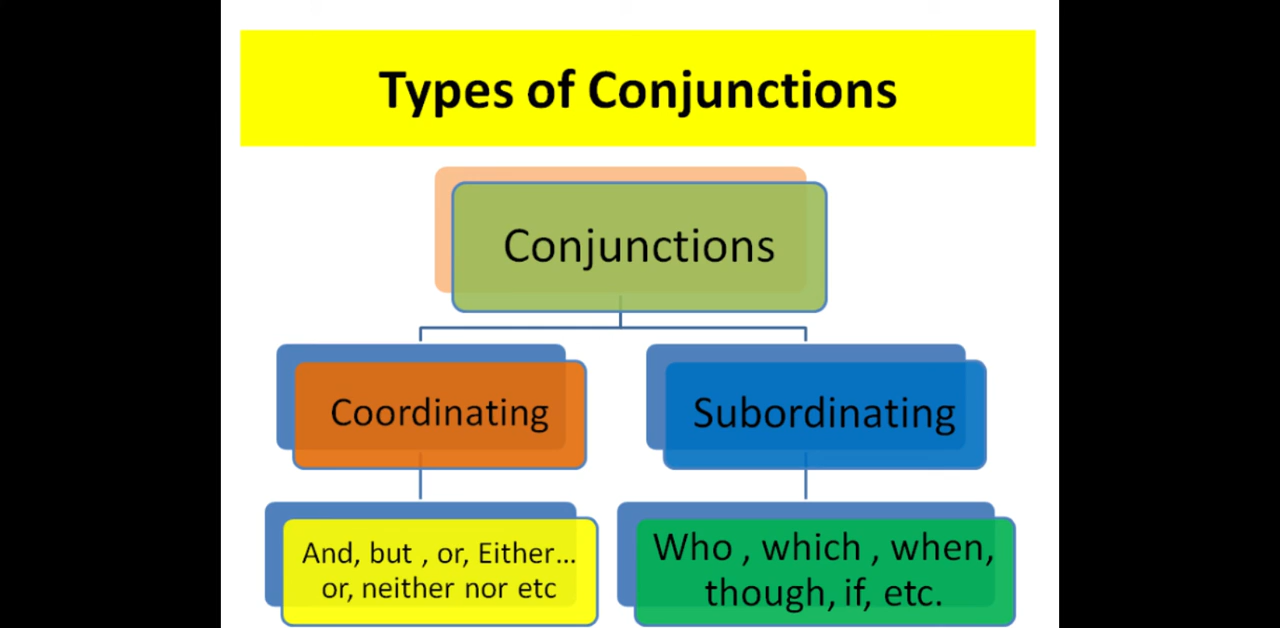 Types of Conjunctions
Conjunctions
Coordinating
Subordinating
And, but , or, Either…
or, neither nor etc
Who , which , when,
though, if, etc.